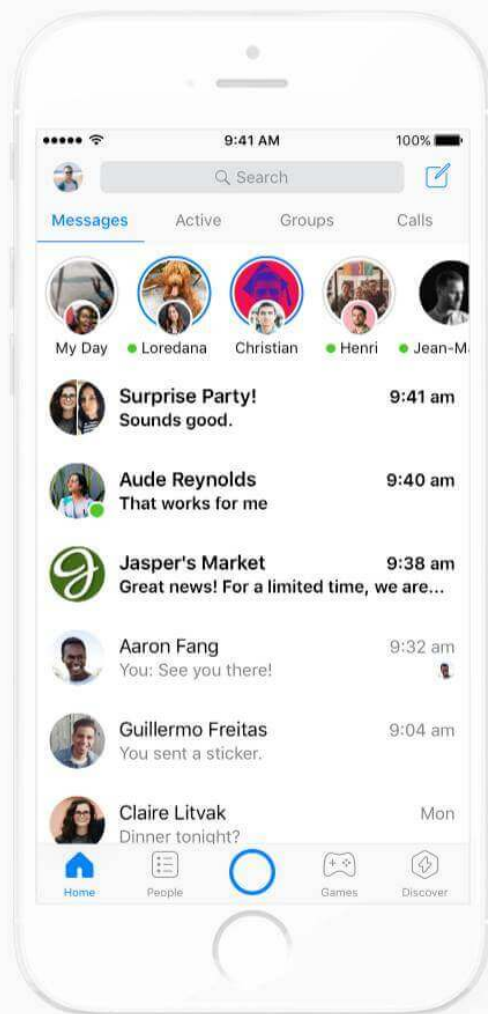 9:41 AM 100%
Search
Messages Active Groups Calls
My Day Loredana Christian Henri Jean-M
Surprise Party! 9:41 am
Sounds good.
Aude Reynolds 9:40 am
That works for me
Jasper's Market 9:38 am
Great news! For a limited time, we are...
Aaron Fang 9:32 am
You: See you there!
Guillermo Freitas 9:04 am
You sent a sticker.
Claire Litvak Mon
Dinner tonight?
Home People Games Discover